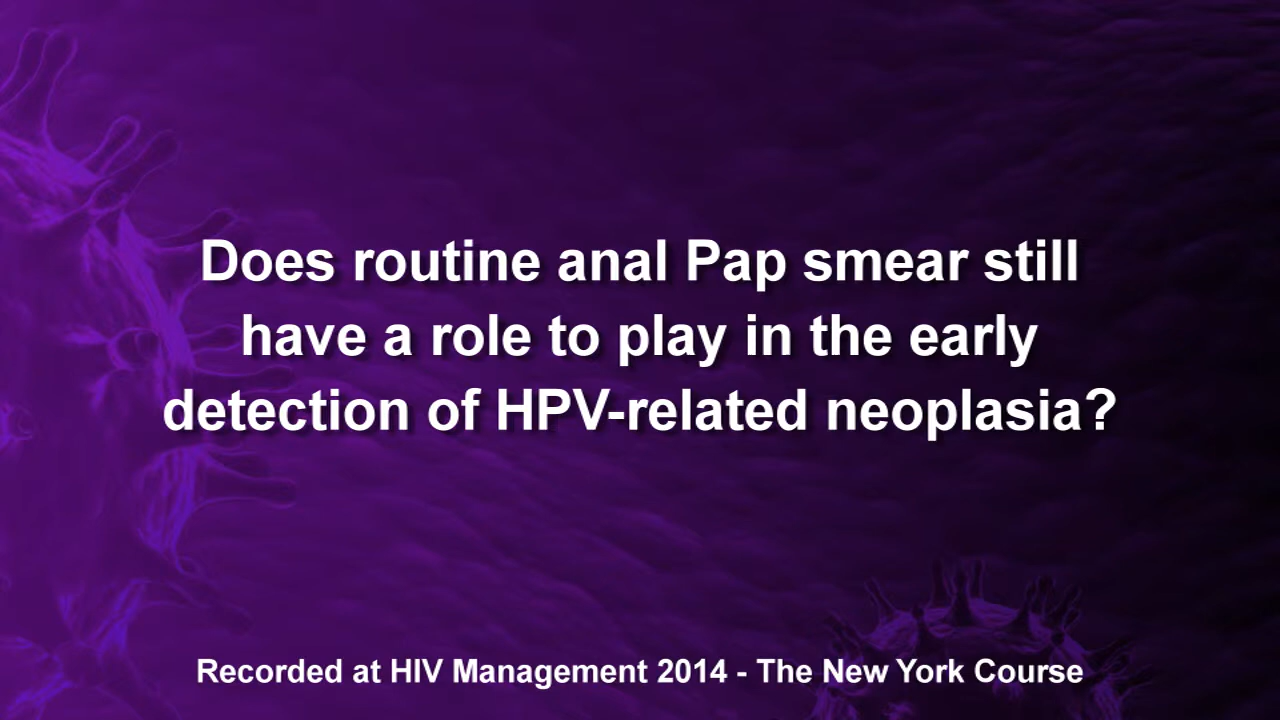 Does routine anal Pap smear still
have a role to play in the early
detection of HPV-related neoplasia?
Recorded at HIV Management 2014 - The New York Course